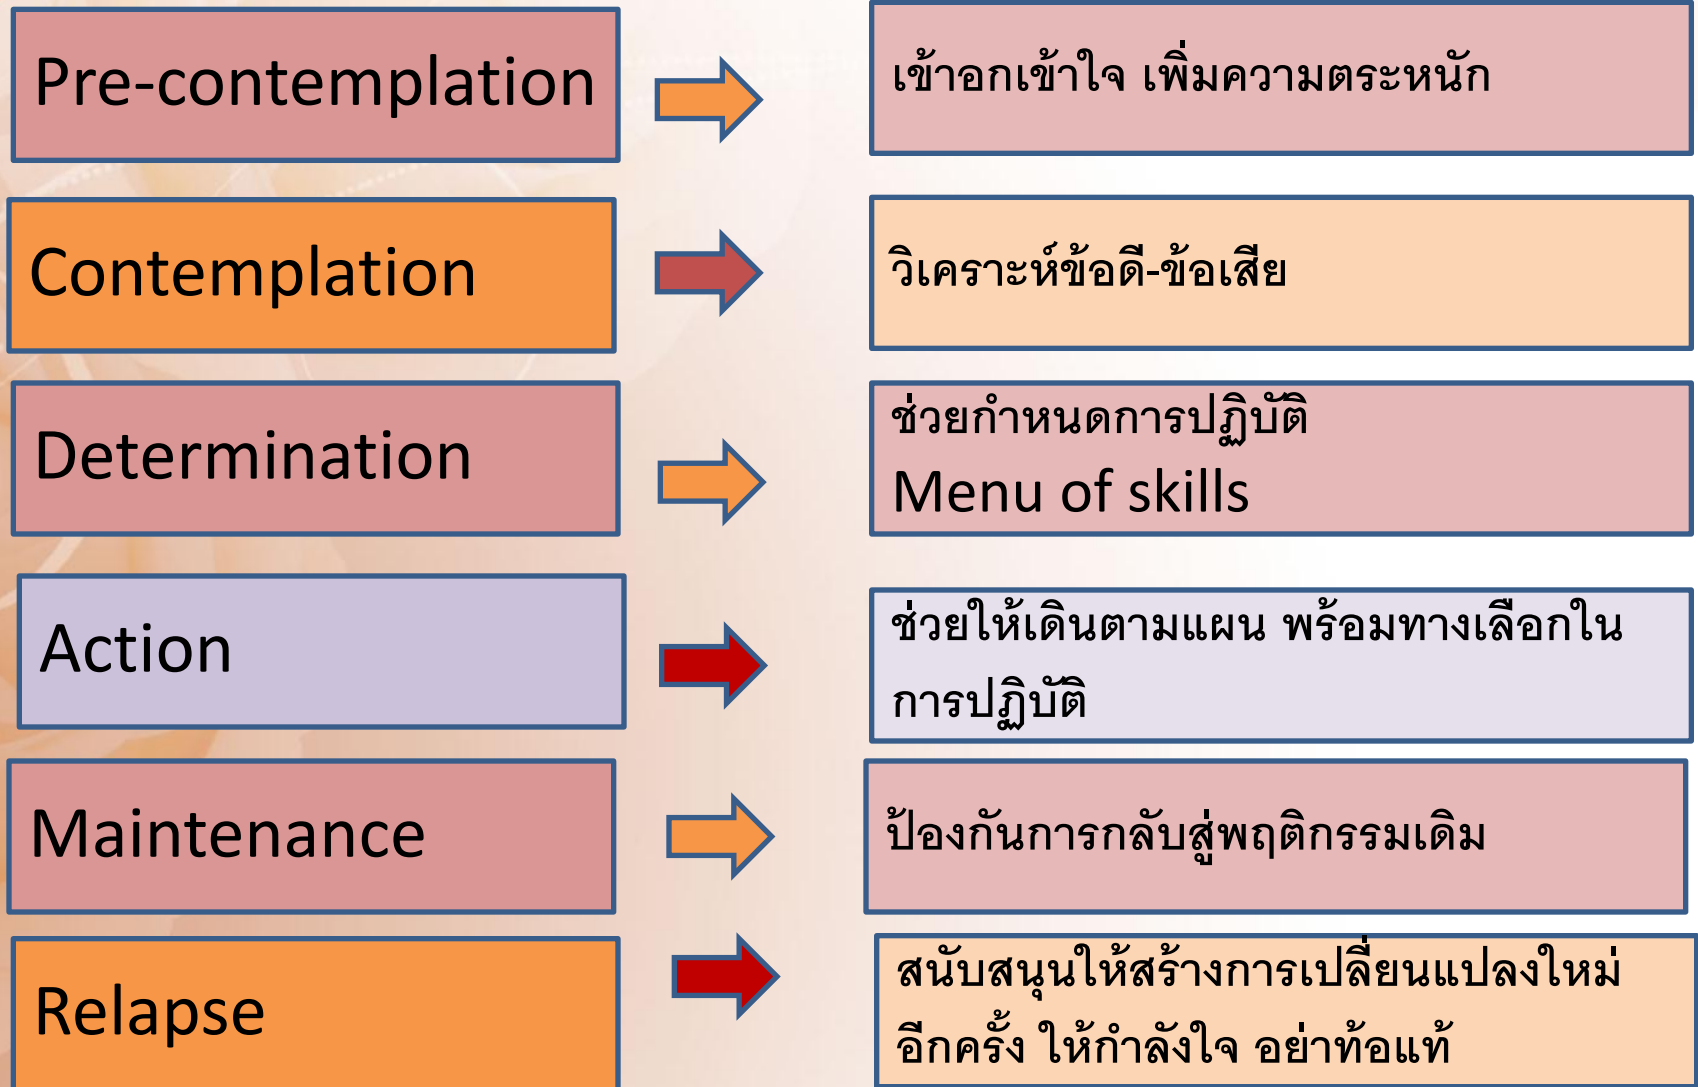 Pre-contemplation
เข้าอกเข้าใจ เพิ่มความตระหนัก
Contemplation
วิเคราะห์ข้อดี-ข้อเสีย
Determination
ช่วยกำหนดการปฏิบัติ
Menu of skills
Action
ช่วยให้เดินตามแผน พร้อมทางเลือกใน
การปฏิบัติ
Maintenance
ป้องกันการกลับสู่พฤติกรรมเดิม
Relapse
สนับสนุนให้สร้างการเปลี่ยนแปลงใหม่
อีกครั้ง ให้กำลังใจ อย่าท้อแท้